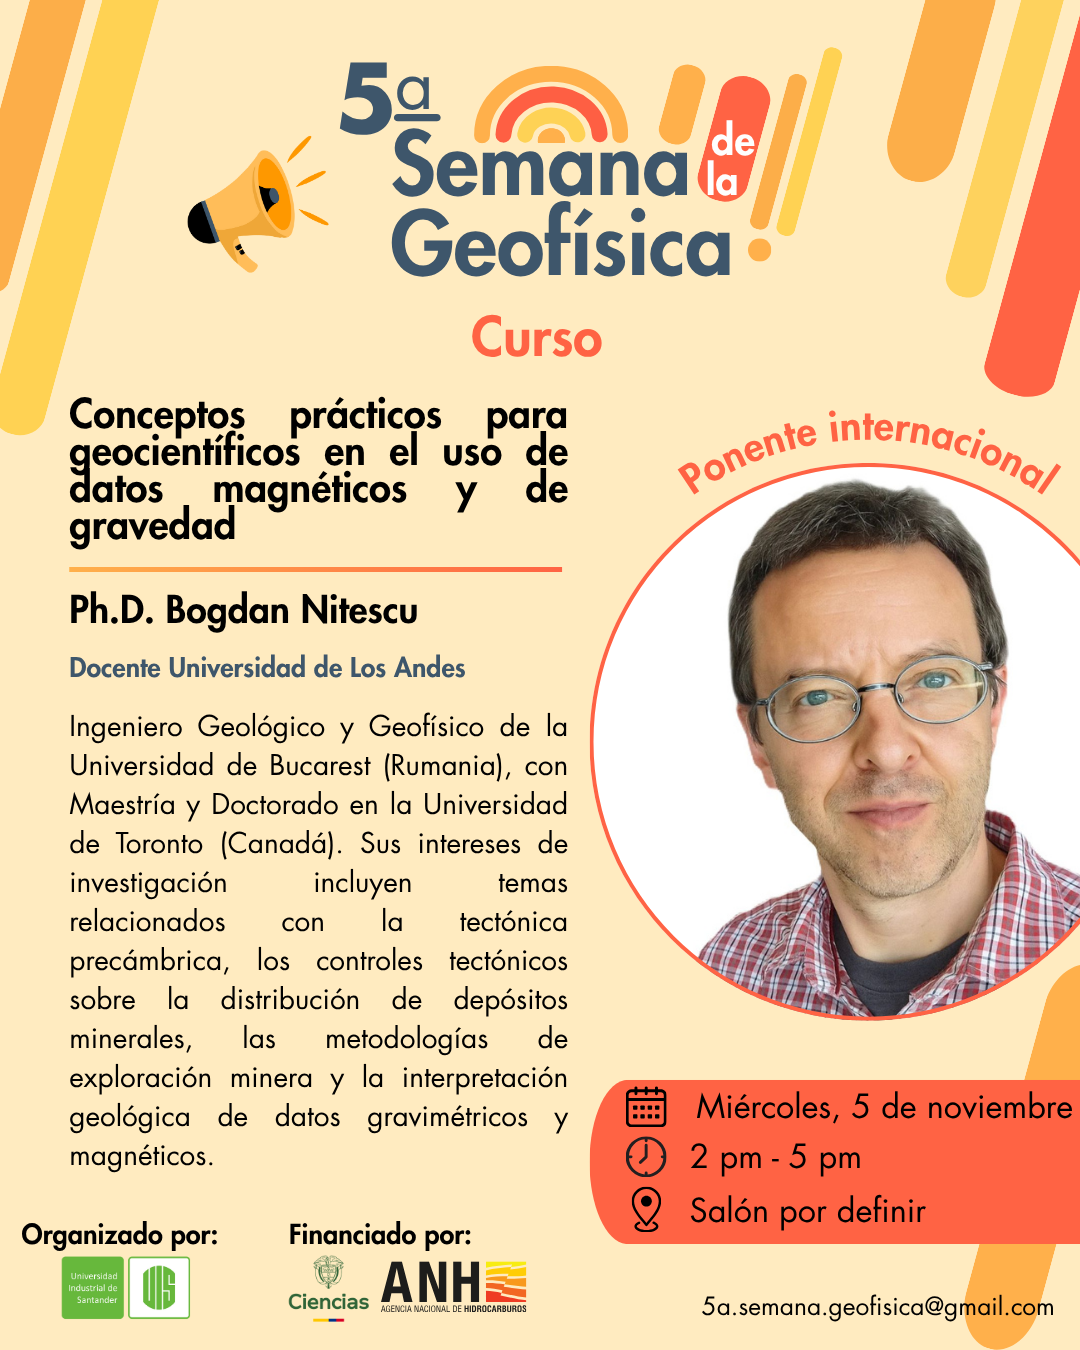 5ª
Semana de la
Geofísica
Curso
Conceptos prácticos para
geocientíficos en el uso de
datos magnéticos y de
gravedad
Ponente internacional
Ph.D. Bogdan Nitescu
Docente Universidad de Los Andes
Ingeniero Geológico y Geofísico de la
Universidad de Bucarest (Rumania), con
Maestría y Doctorado en la Universidad
de Toronto (Canadá). Sus intereses de
investigación incluyen temas
relacionados con la tectónica
precámbrica, los controles tectónicos
sobre la distribución de depósitos
minerales, las metodologías de
exploración minera y la interpretación
geológica de datos gravimétricos y
magnéticos.
Miércoles, 5 de noviembre
2 pm - 5 pm
Salón por definir
Organizado por:
Universidad
Industrial de
Santander
UIS
Financiado por:
Ciencias
ANH
AGENCIA NACIONAL DE HIDROCARBUROS
5a.semana.geofisica@gmail.com